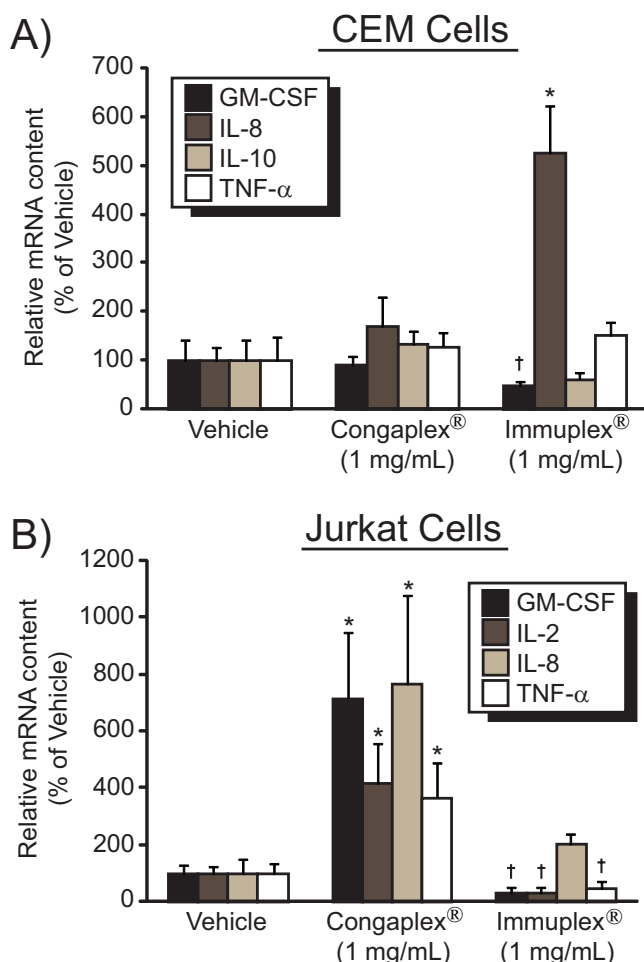 A)
CEM Cells
Relative mRNA content
(% of Vehicle)
700
600
500
400
300
200
100
0
GM-CSF
IL-8
IL-10
TNF-α
*
†
Vehicle
Congaplex®
(1 mg/mL)
Immuplex®
(1 mg/mL)
B)
Jurkat Cells
Relative mRNA content
(% of Vehicle)
1200
1000
800
600
400
200
0
GM-CSF
IL-2
IL-8
TNF-α
* * * *
† † †
Vehicle
Congaplex®
(1 mg/mL)
Immuplex®
(1 mg/mL)